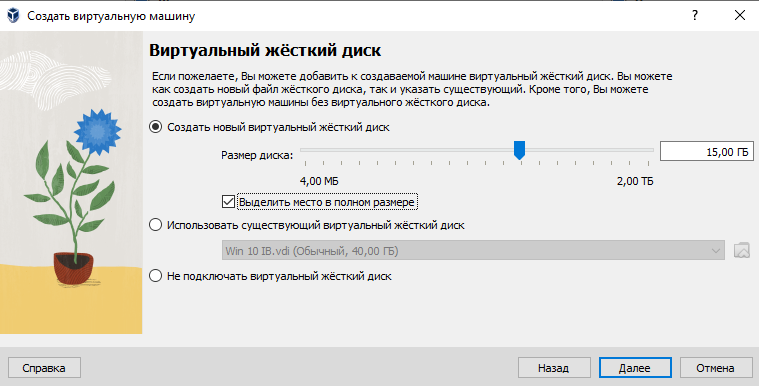 Создать виртуальную машину
Виртуальный жёсткий диск
Если пожелаете, Вы можете добавить к создаваемой машине виртуальный жёсткий диск. Вы можете
как создать новый файл жёсткого диска, так и указать существующий. Кроме того, Вы можете
создать виртуальную машины без виртуального жёсткого диска.
Создать новый виртуальный жёсткий диск
Размер диска:
15,00 ГБ
4,00 МБ
2,00 ТБ
Выделить место в полном размере
Использовать существующий виртуальный жёсткий диск
Win 10 IB.vdi (Обычный, 40,00 ГБ)
Не подключать виртуальный жёсткий диск
Справка
Назад
Далее
Отмена